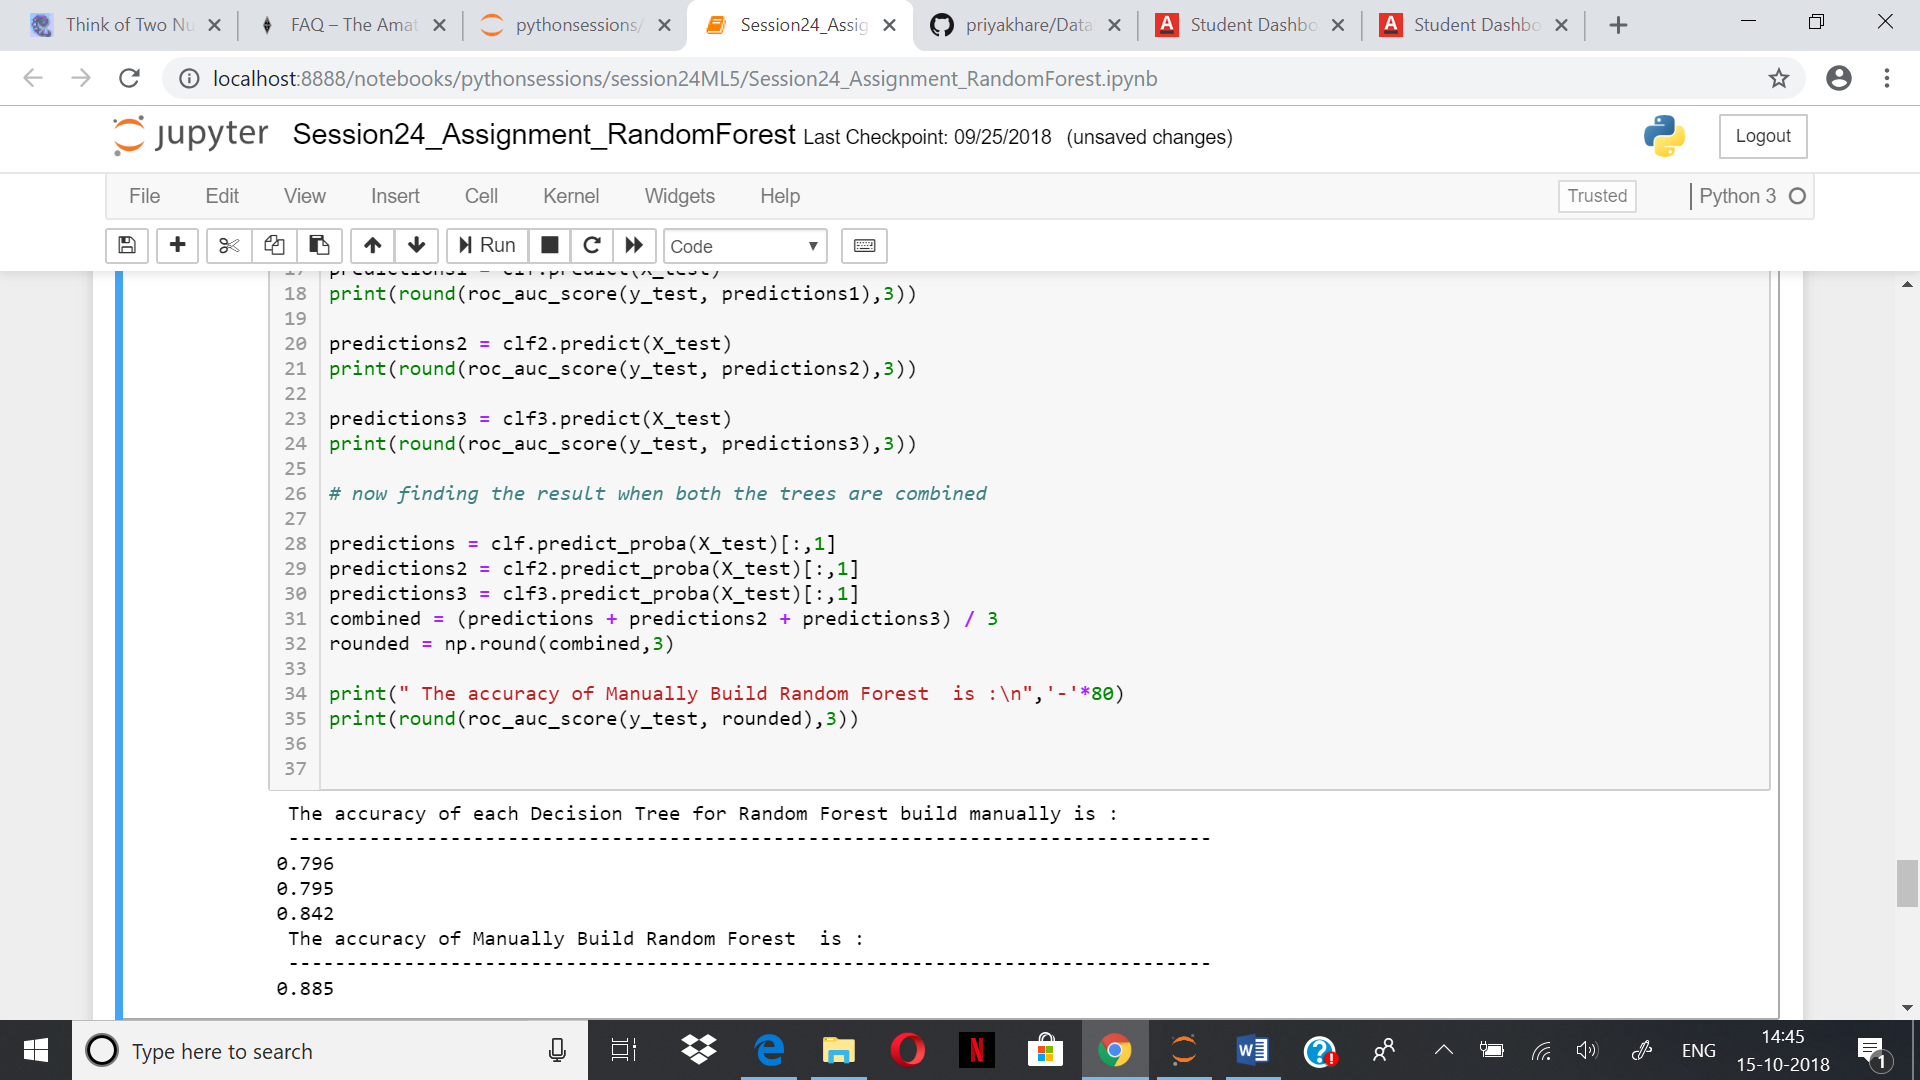 Think of Two Nu
FAQ – The Amat
pythonsessions/
Session24_Assig
priyakhare/Data
Student Dashbo
Student Dashbo
localhost:8888/notebooks/pythonsessions/session24ML5/Session24_Assignment_RandomForest.ipynb
jupyter Session24_Assignment_RandomForest Last Checkpoint: 09/25/2018 (unsaved changes)
Logout
File Edit View Insert Cell Kernel Widgets Help
Trusted
Python 3
Run
Code
17 predictions1 = clf.predict(X_test)
18 print(round(roc_auc_score(y_test, predictions1),3))
19
20 predictions2 = clf2.predict(X_test)
21 print(round(roc_auc_score(y_test, predictions2),3))
22
23 predictions3 = clf3.predict(X_test)
24 print(round(roc_auc_score(y_test, predictions3),3))
25
26 # now finding the result when both the trees are combined
27
28 predictions = clf.predict_proba(X_test)[:,1]
29 predictions2 = clf2.predict_proba(X_test)[:,1]
30 predictions3 = clf3.predict_proba(X_test)[:,1]
31 combined = (predictions + predictions2 + predictions3) / 3
32 rounded = np.round(combined,3)
33
34 print(" The accuracy of Manually Build Random Forest  is :\n",'-'*80)
35 print(round(roc_auc_score(y_test, rounded),3))
36
37
The accuracy of each Decision Tree for Random Forest build manually is :
--------------------------------------------------------------------------------
0.796
0.795
0.842
The accuracy of Manually Build Random Forest  is :
--------------------------------------------------------------------------------
0.885
Type here to search
ENG
14:45
15-10-2018
1